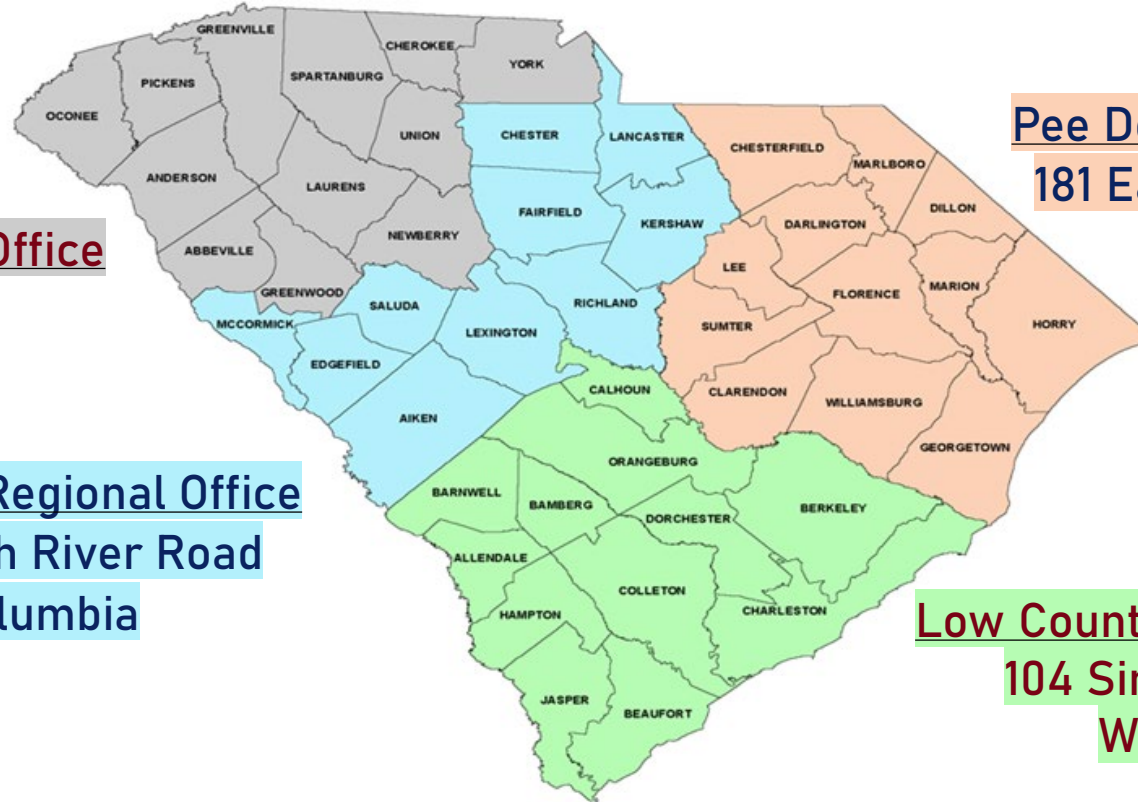 GREENVILLE
CHEROKEE
YORK
SPARTANBURG
PICKENS
OCONEE
UNION
CHESTER
LANCASTER
CHESTERFIELD
MARLBORO
ANDERSON
LAURENS
FAIRFIELD
KERSHAW
DARLINGTON
DILLON
ABBEVILLE
NEWBERRY
GREENWOOD
LEE
FLORENCE
MARION
MCCORMICK
SALUDA
LEXINGTON
RICHLAND
SUMTER
HORRY
EDGEFIELD
AIKEN
CALHOUN
CLARENDON
WILLIAMSBURG
GEORGETOWN
ORANGEBURG
BARNWELL
BAMBERG
DORCHESTER
BERKELEY
ALLENDALE
COLLETON
HAMPTON
CHARLESTON
JASPER
BEAUFORT
Office
Pee D
181 Ea
Regional Office
h River Road
lumbia
Low Count
104 Si
W